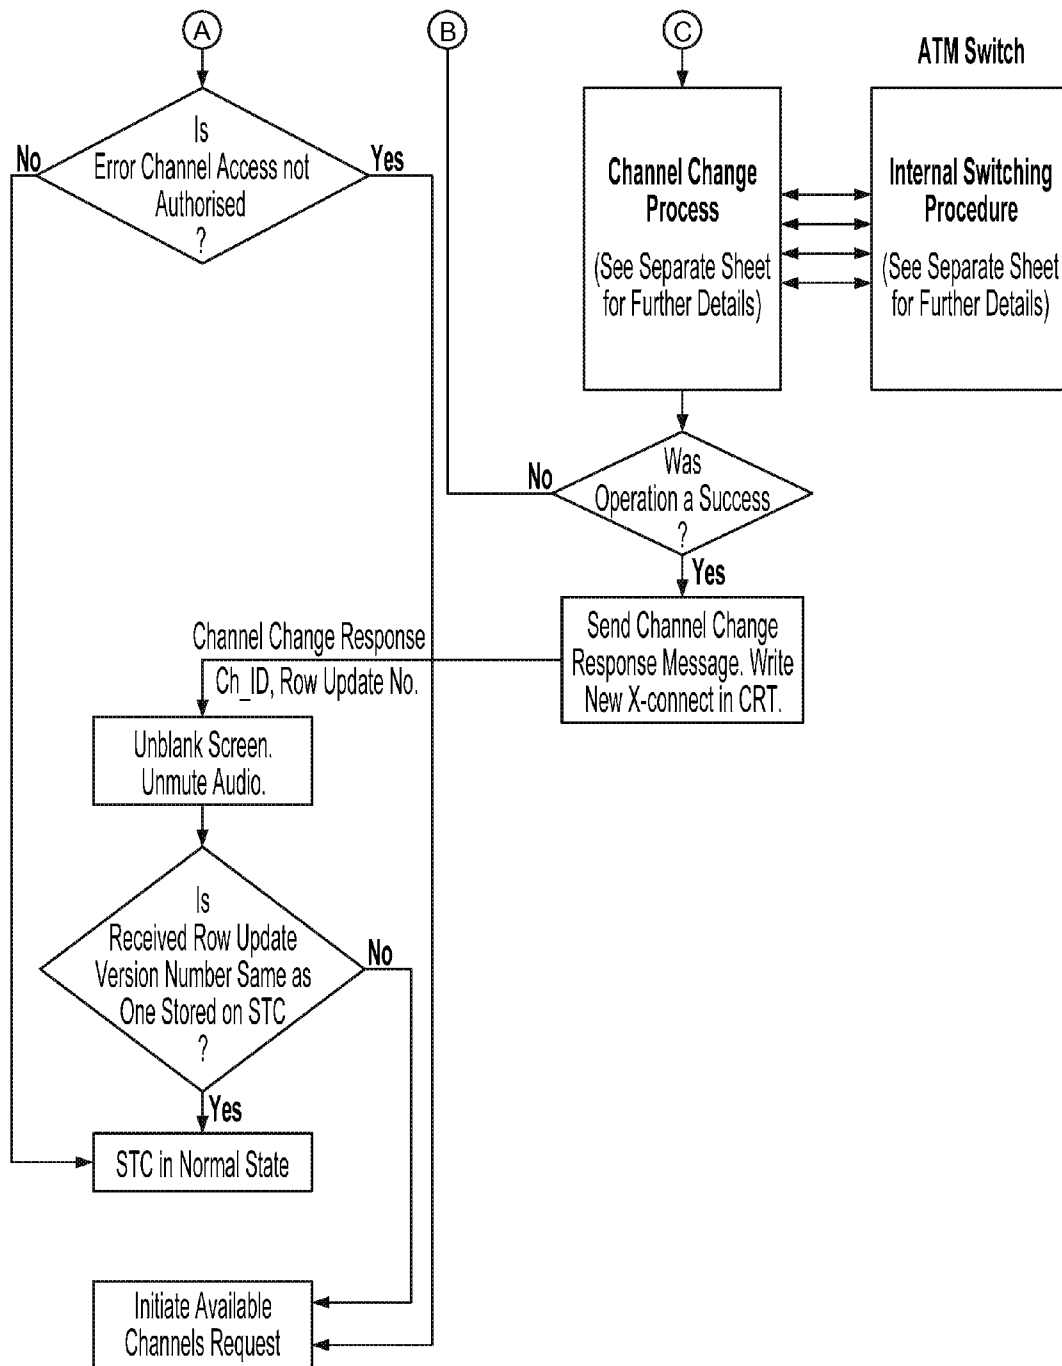 A
B
C
ATM Switch
Is
Error Channel Access not
Authorised
?
No
Yes
Channel Change
Process
(See Separate Sheet
for Further Details)
Internal Switching
Procedure
(See Separate Sheet
for Further Details)
Was
Operation a Success
?
No
Yes
Send Channel Change
Response Message. Write
New X-connect in CRT.
Channel Change Response
Ch_ID, Row Update No.
Unblank Screen.
Unmute Audio.
Is
Received Row Update
Version Number Same as
One Stored on STC
?
No
Yes
STC in Normal State
Initiate Available
Channels Request